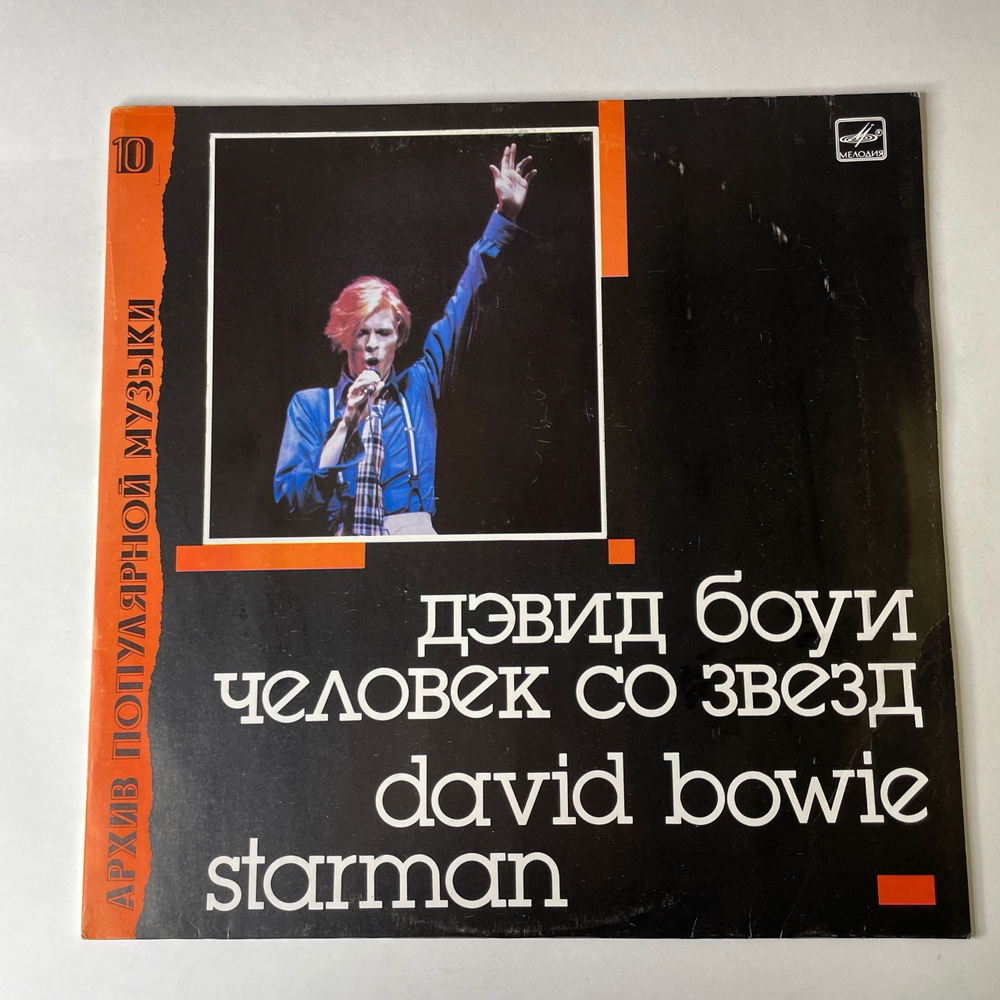 10
АРХИВ ПОПУЛЯРНОЙ МУЗЫКИ
МЕЛОДИЯ
дэвид боуи
человек со звезд
david bowie
starman